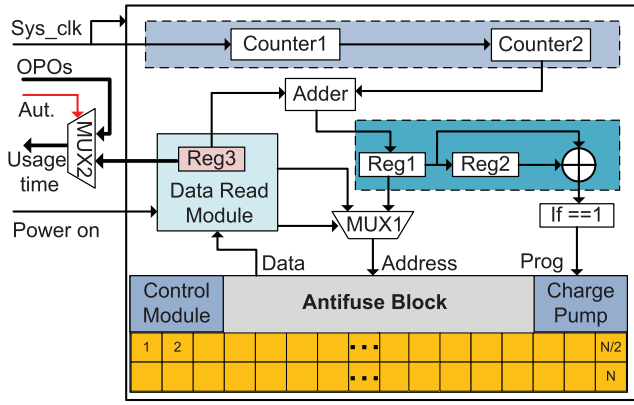 Sys_clk
Counter1
Counter2
OPOs
Aut.
MUX2
Usage
time
Adder
Reg3
Data Read
Module
Reg1
Reg2
Power on
MUX1
If ==1
Data
Address
Prog
Control
Module
Antifuse Block
Charge
Pump
1
2
...
N/2
...
N